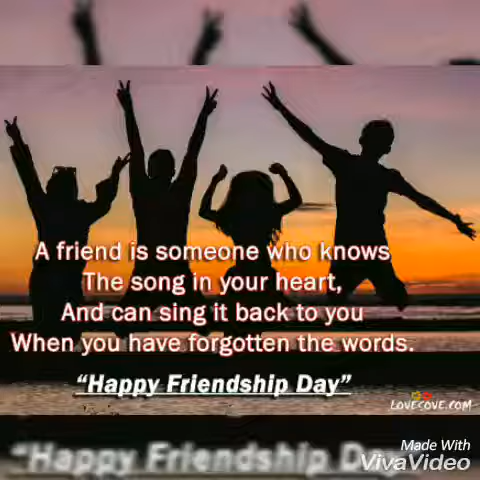 A friend is someone who knows
The song in your heart,
And can sing it back to you
When you have forgotten the words.
“Happy Friendship Day”
LOVESOVE.COM
Made With
VivaVideo
“Happy Friendship Day